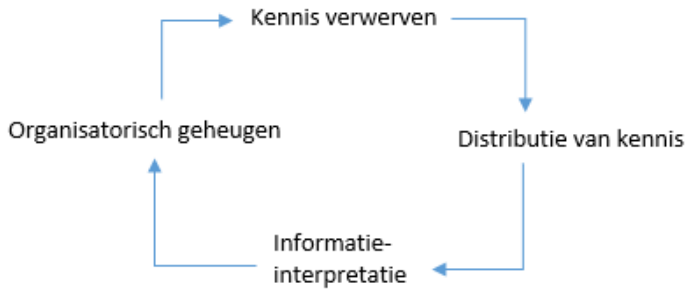 Kennis verwerven
Organisatorisch geheugen
Distributie van kennis
Informatie-
interpretatie